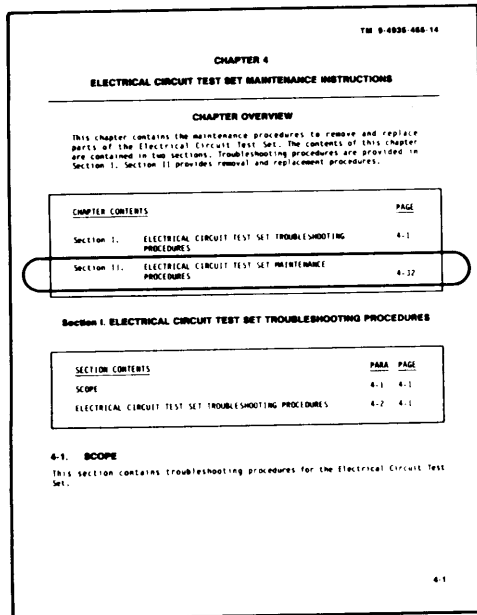 TM 9-4935-466-14
CHAPTER 4
ELECTRICAL CIRCUIT TEST SET MAINTENANCE INSTRUCTIONS
CHAPTER OVERVIEW
This chapter contains the maintenance procedures to remove and replace
parts of the Electrical Circuit Test Set. The contents of this chapter
are contained in two sections. Troubleshooting procedures are provided in
Section I. Section II provides removal and replacement procedures.
CHAPTER CONTENTS PAGE
Section I. ELECTRICAL CIRCUIT TEST SET TROUBLESHOOTING 4-1
PROCEDURES
Section II. ELECTRICAL CIRCUIT TEST SET MAINTENANCE
PROCEDURES 4-32
Section I. ELECTRICAL CIRCUIT TEST SET TROUBLESHOOTING PROCEDURES
SECTION CONTENTS PARA PAGE
SCOPE 4-1 4-1
ELECTRICAL CIRCUIT TEST SET TROUBLESHOOTING PROCEDURES 4-2 4-1
4-1. SCOPE
This section contains troubleshooting procedures for the Electrical Circuit Test
Set.
4-1